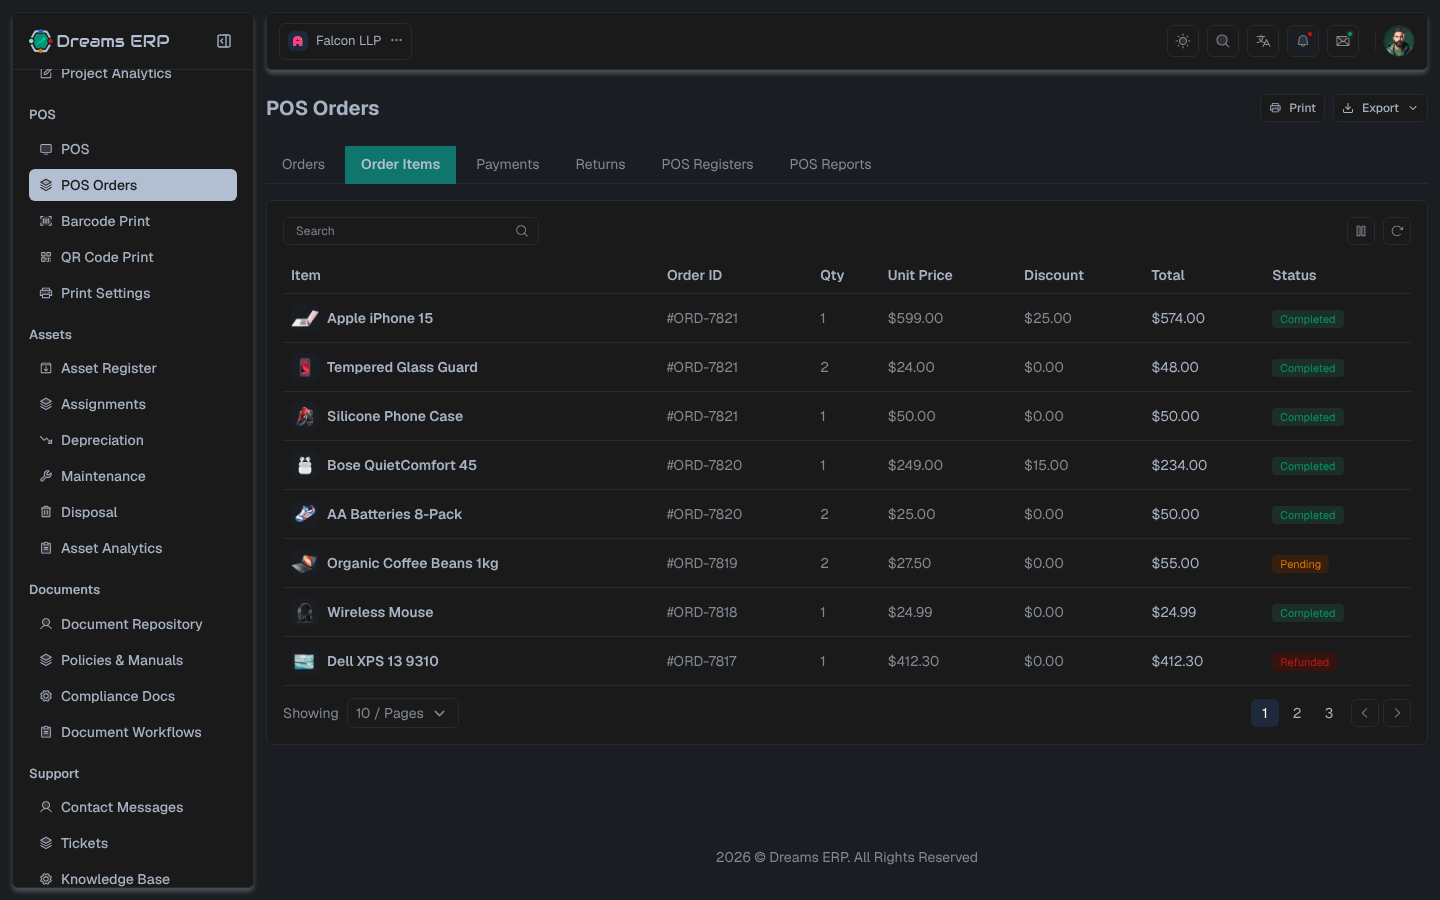 Dreams ERP
Project Analytics
POS
POS
POS Orders
Barcode Print
QR Code Print
Print Settings
Assets
Asset Register
Assignments
Depreciation
Maintenance
Disposal
Asset Analytics
Documents
Document Repository
Policies & Manuals
Compliance Docs
Document Workflows
Support
Contact Messages
Tickets
Knowledge Base
Falcon LLP ···
POS Orders
Print
Export
Orders
Order Items
Payments
Returns
POS Registers
POS Reports
Search
Item Order ID Qty Unit Price Discount Total Status
Apple iPhone 15 #ORD-7821 1 $599.00 $25.00 $574.00 Completed
Tempered Glass Guard #ORD-7821 2 $24.00 $0.00 $48.00 Completed
Silicone Phone Case #ORD-7821 1 $50.00 $0.00 $50.00 Completed
Bose QuietComfort 45 #ORD-7820 1 $249.00 $15.00 $234.00 Completed
AA Batteries 8-Pack #ORD-7820 2 $25.00 $0.00 $50.00 Completed
Organic Coffee Beans 1kg #ORD-7819 2 $27.50 $0.00 $55.00 Pending
Wireless Mouse #ORD-7818 1 $24.99 $0.00 $24.99 Completed
Dell XPS 13 9310 #ORD-7817 1 $412.30 $0.00 $412.30 Refunded
Showing 10 / Pages
1 2 3
2026 © Dreams ERP. All Rights Reserved